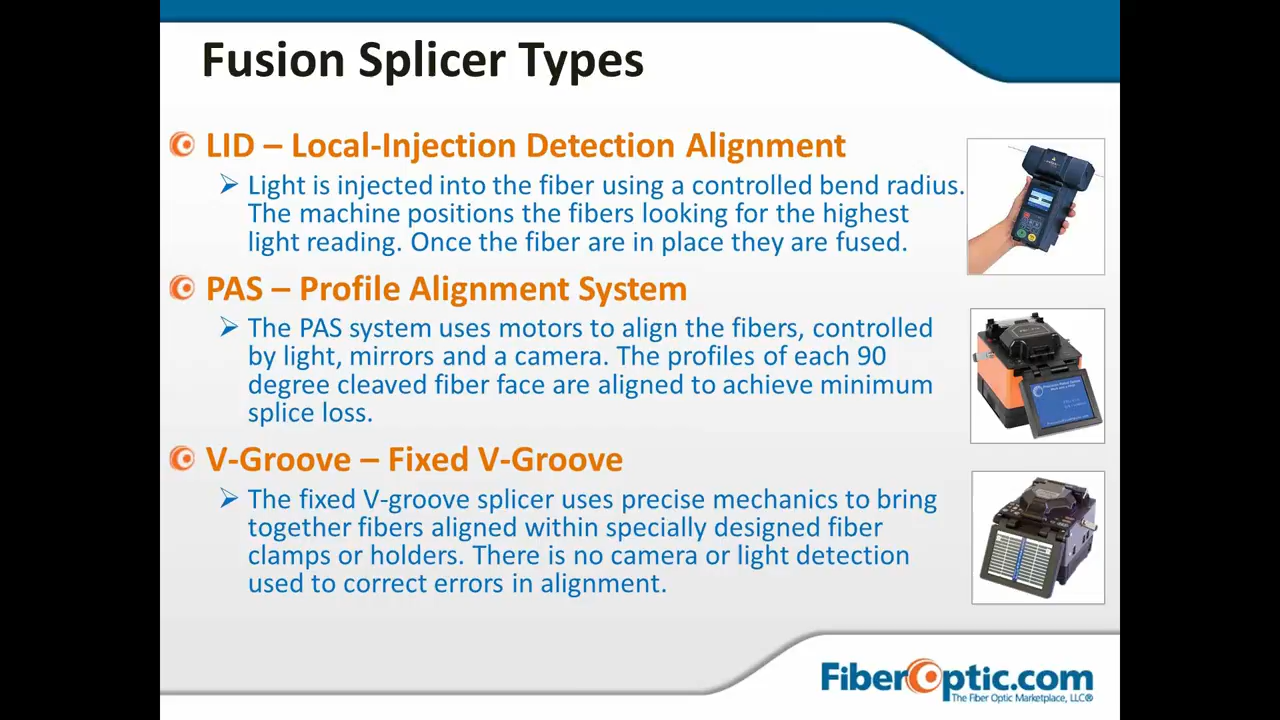 Fusion Splicer Types
LID – Local-Injection Detection Alignment
Light is injected into the fiber using a controlled bend radius.
The machine positions the fibers looking for the highest
light reading. Once the fiber are in place they are fused.
PAS – Profile Alignment System
The PAS system uses motors to align the fibers, controlled
by light, mirrors and a camera. The profiles of each 90
degree cleaved fiber face are aligned to achieve minimum
splice loss.
V-Groove – Fixed V-Groove
The fixed V-groove splicer uses precise mechanics to bring
together fibers aligned within specially designed fiber
clamps or holders. There is no camera or light detection
used to correct errors in alignment.
FiberOptic.com
The Fiber Optic Marketplace, LLC®